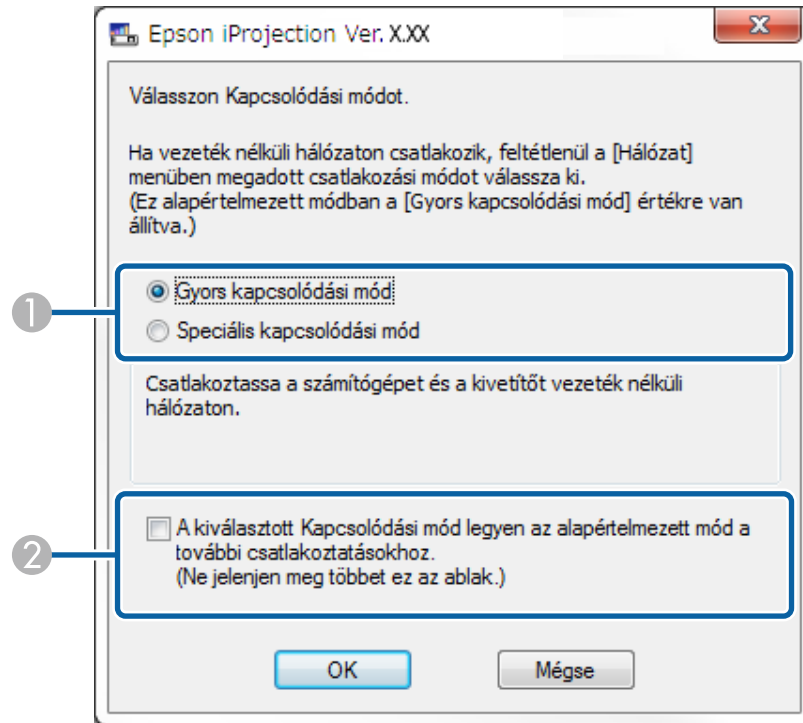 Epson iProjection Ver. X.XX
Válasszon Kapcsolódási módot.
Ha vezeték nélküli hálózaton csatlakozik, feltétlenül a [Hálózat]
menüben megadott csatlakozási módot válassza ki.
(Ez alapértelmezett módban a [Gyors kapcsolódási mód] értékre van
állítva.)
1
Gyors kapcsolódási mód
Speciális kapcsolódási mód
Csatlakoztassa a számítógépet és a kivetítőt vezeték nélküli
hálózaton.
2
A kiválasztott Kapcsolódási mód legyen az alapértelmezett mód a
további csatlakoztatásokhoz.
(Ne jelenjen meg többet ez az ablak.)
OK
Mégse